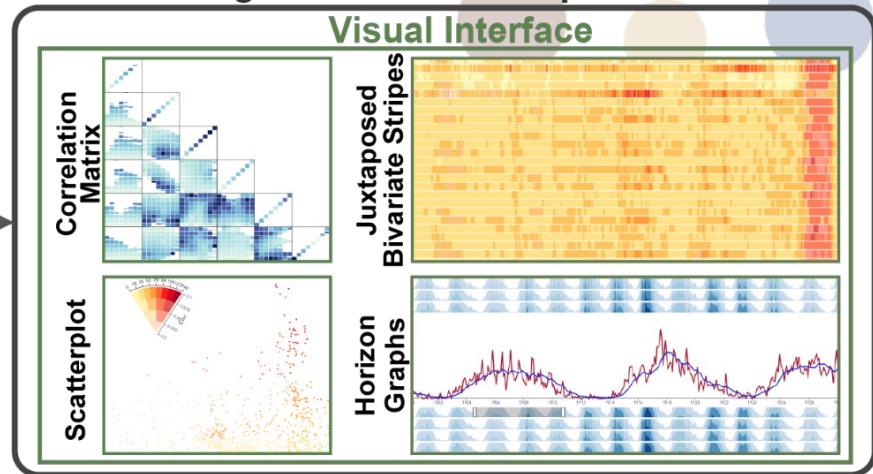 Visual Interface
Correlation
Matrix
Juxtaposed
Bivariate Stripes
Scatterplot
Horizon
Graphs